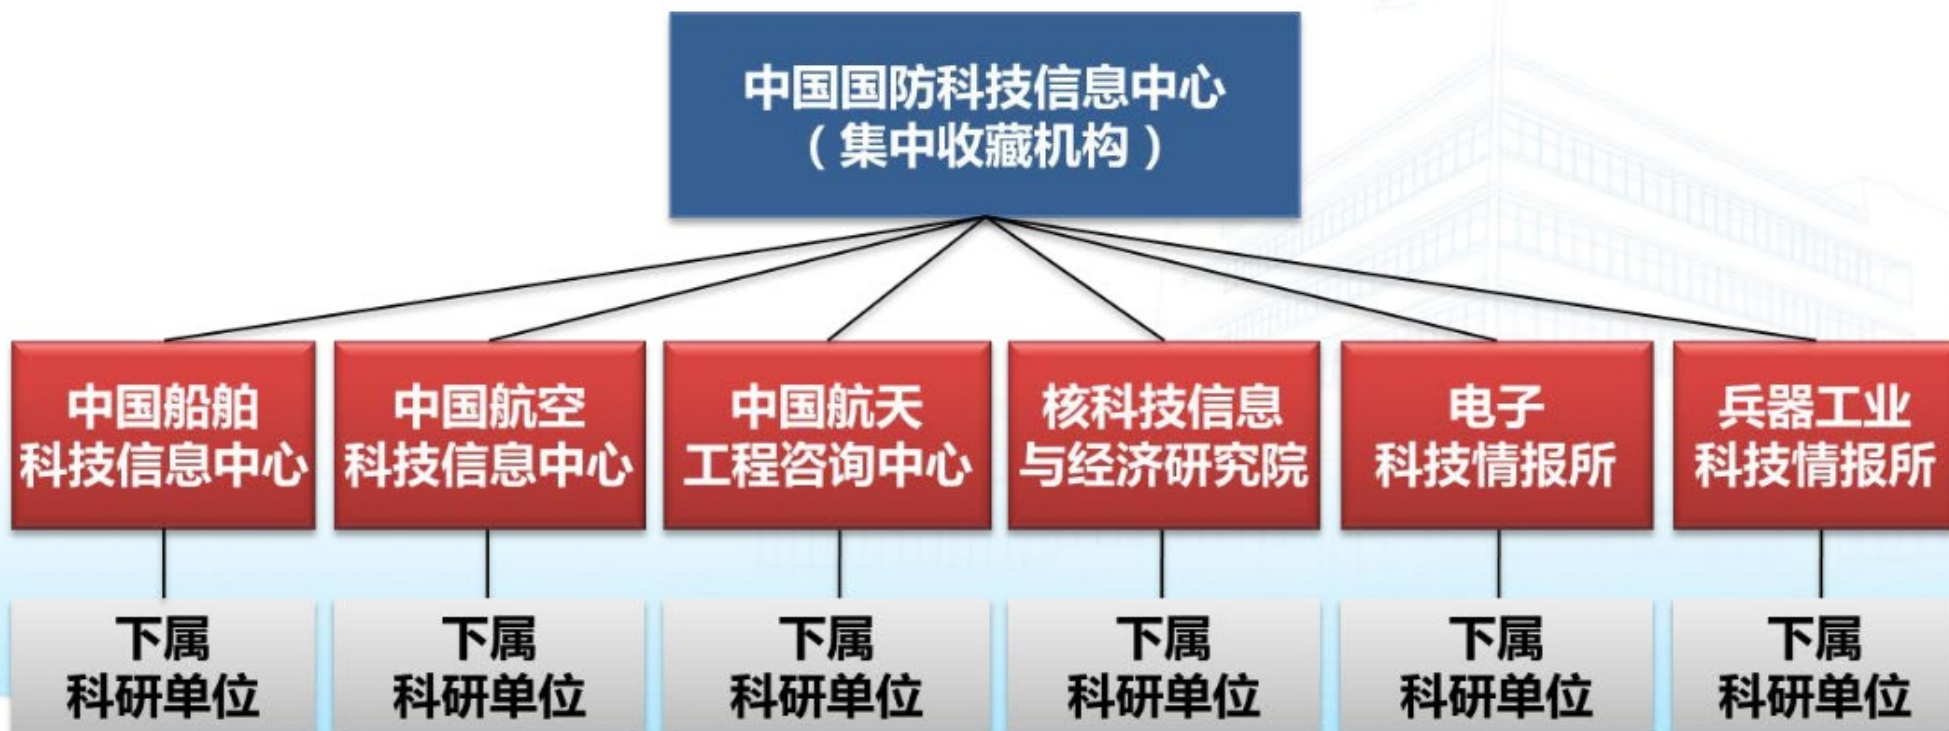 中国国防科技信息中心
（集中收藏机构）
中国船舶
科技信息中心
中国航空
科技信息中心
中国航天
工程咨询中心
核科技信息
与经济研究院
电子
科技情报所
兵器工业
科技情报所
下属
科研单位
下属
科研单位
下属
科研单位
下属
科研单位
下属
科研单位
下属
科研单位